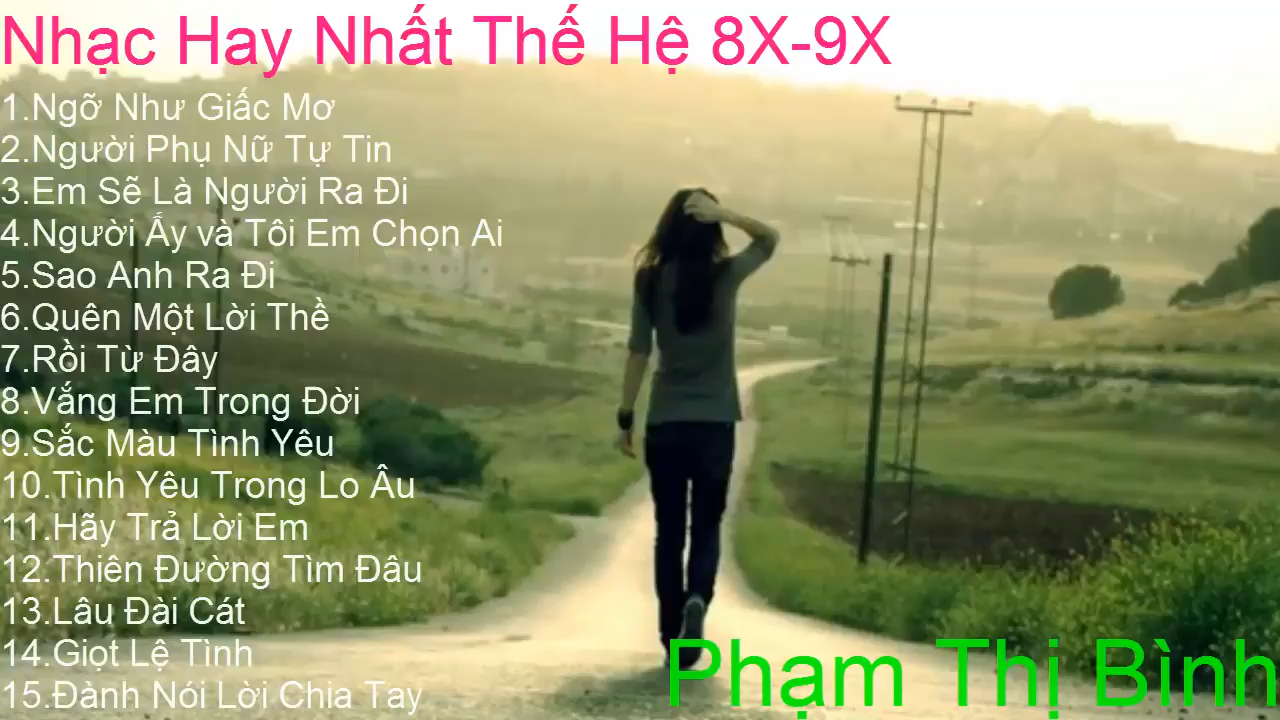 Nhạc Hay Nhất Thế Hệ 8X-9X
1.Ngỡ Như Giấc Mơ
2.Người Phụ Nữ Tự Tin
3.Em Sẽ Là Người Ra Đi
4.Người Ấy và Tôi Em Chọn Ai
5.Sao Anh Ra Đi
6.Quên Một Lời Thề
7.Rồi Từ Đây
8.Vắng Em Trong Đời
9.Sắc Màu Tình Yêu
10.Tình Yêu Trong Lo Âu
11.Hãy Trả Lời Em
12.Thiên Đường Tìm Đâu
13.Lâu Đài Cát
14.Giọt Lệ Tình
15.Đành Nói Lời Chia Tay
Phạm Thị Bình